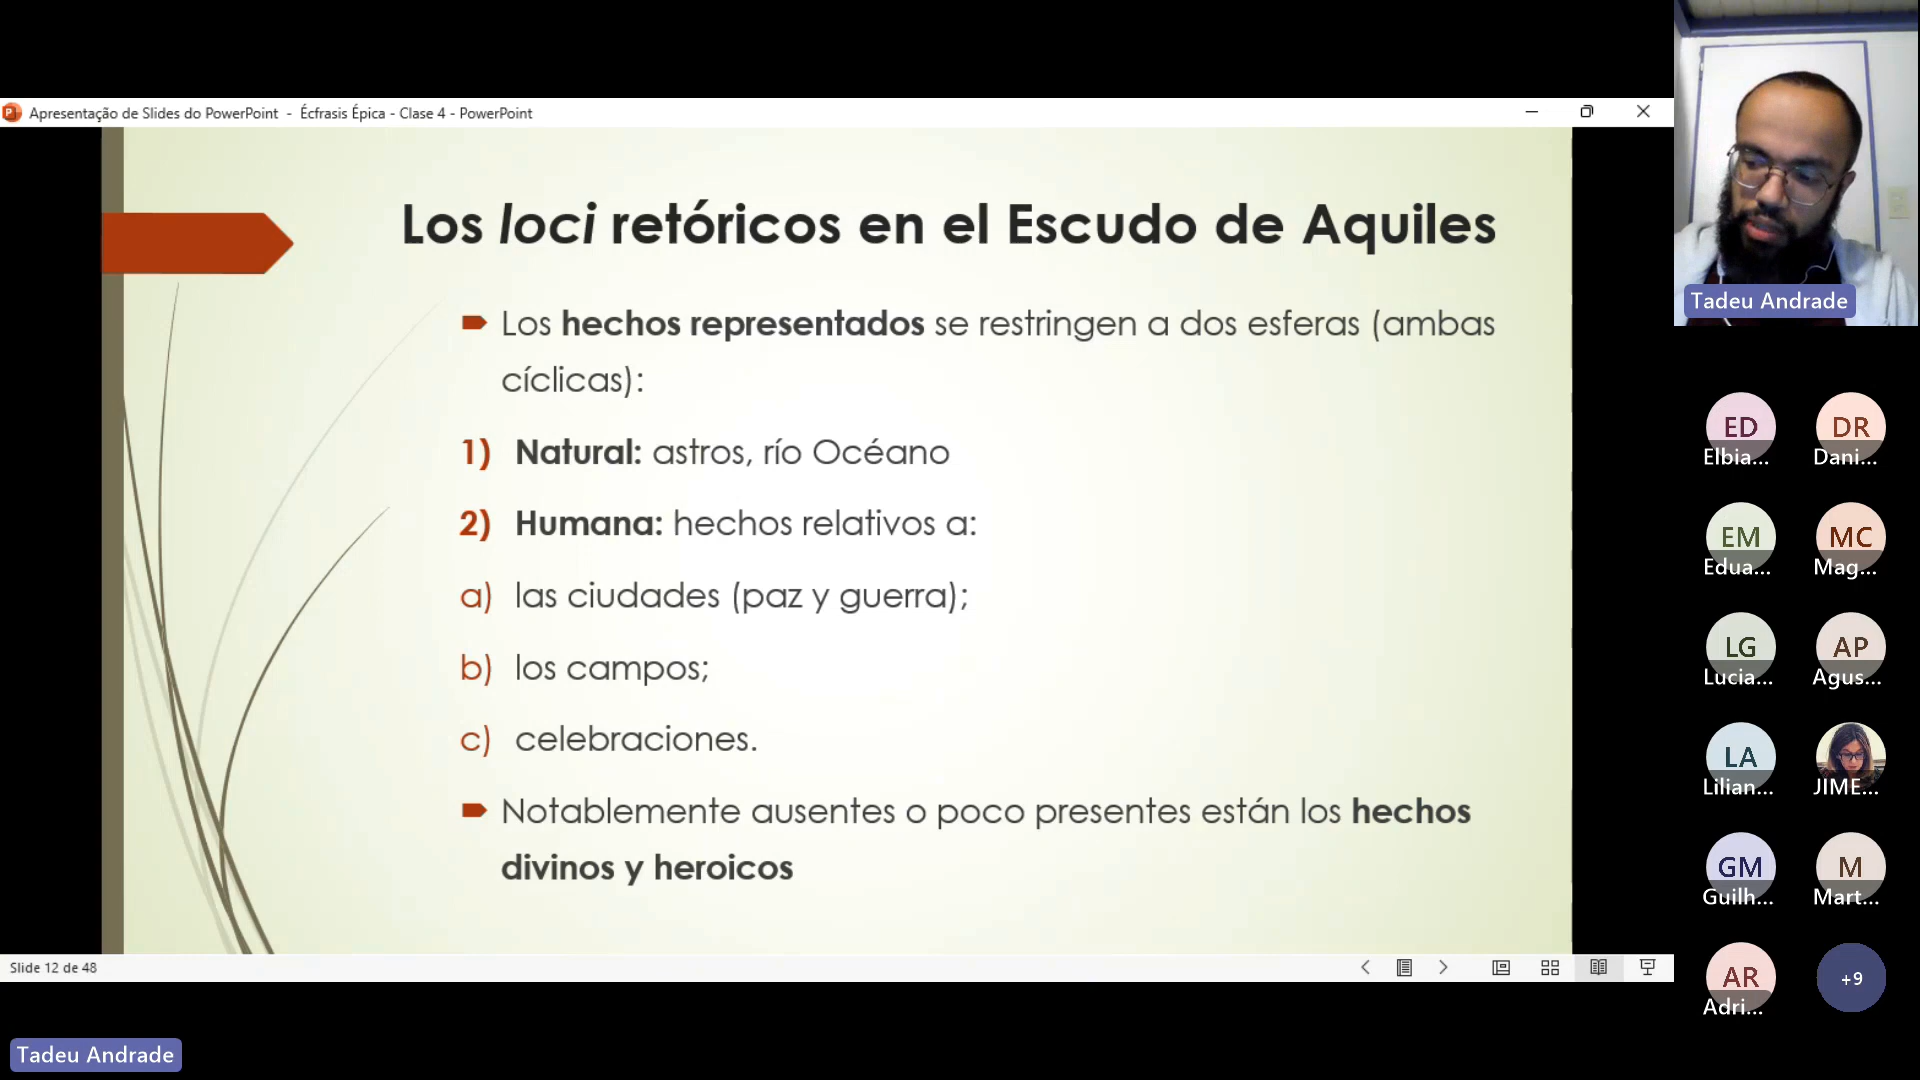 Apresentação de Slides do PowerPoint - Écfrasis Épica - Clase 4 - PowerPoint
Los loci retóricos en el Escudo de Aquiles
Los hechos representados se restringen a dos esferas (ambas
cíclicas):
1) Natural: astros, río Océano
2) Humana: hechos relativos a:
a) las ciudades (paz y guerra);
b) los campos;
c) celebraciones.
Notablemente ausentes o poco presentes están los hechos
divinos y heroicos
Slide 12 de 48
Tadeu Andrade
Tadeu Andrade
ED DR
Elbia... Dani...
EM MC
Edua... Mag...
LG AP
Lucia... Agus...
LA
Lilian... JIME...
GM M
Guilh... Mart...
AR +9
Adri...